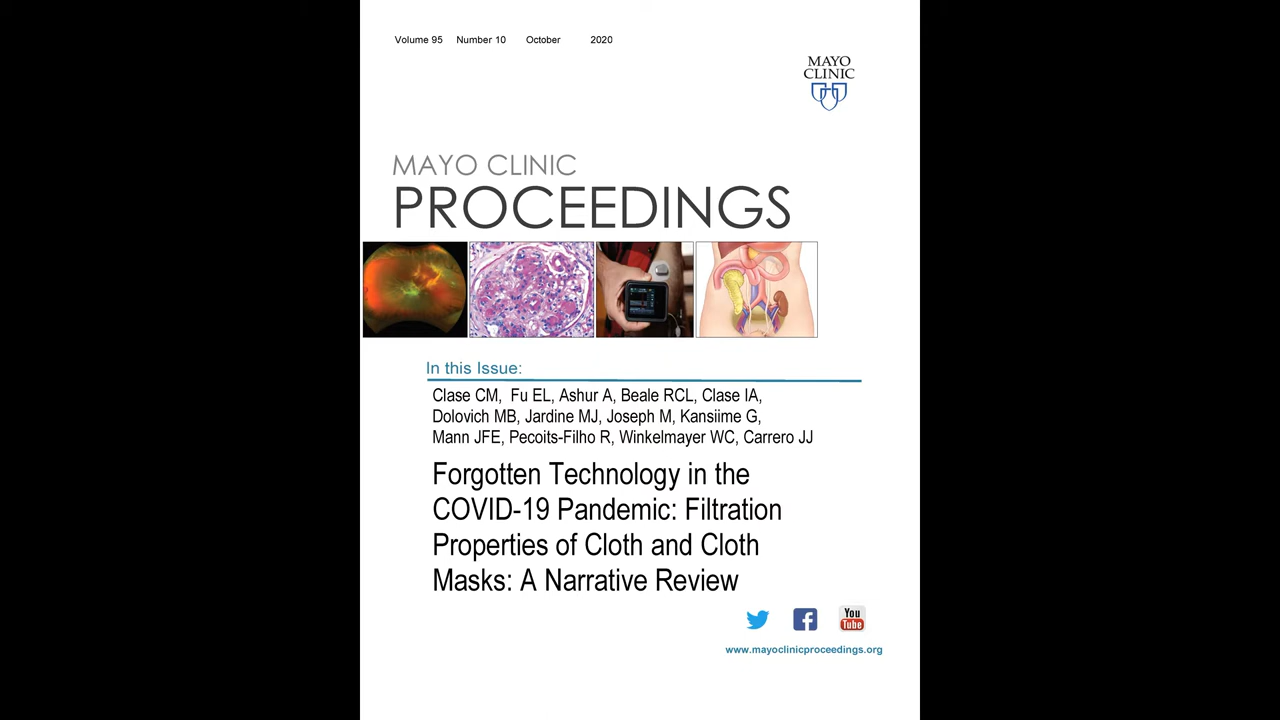 Volume 95 Number 10 October 2020
MAYO
CLINIC
MAYO CLINIC
PROCEEDINGS
In this Issue:
Clase CM, Fu EL, Ashur A, Beale RCL, Clase IA,
Dolovich MB, Jardine MJ, Joseph M, Kansiime G,
Mann JFE, Pecoits-Filho R, Winkelmayer WC, Carrero JJ
Forgotten Technology in the
COVID-19 Pandemic: Filtration
Properties of Cloth and Cloth
Masks: A Narrative Review
You
Tube
www.mayoclinicproceedings.org